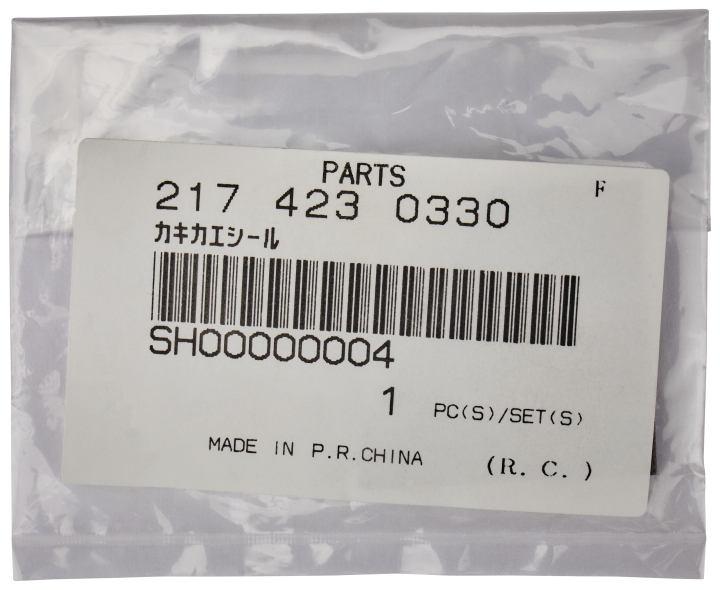 PARTS
F
217 423 0330
カキカエシール
SH00000004
1 PC(S)/SET(S)
MADE IN P.R.CHINA (R. C. )